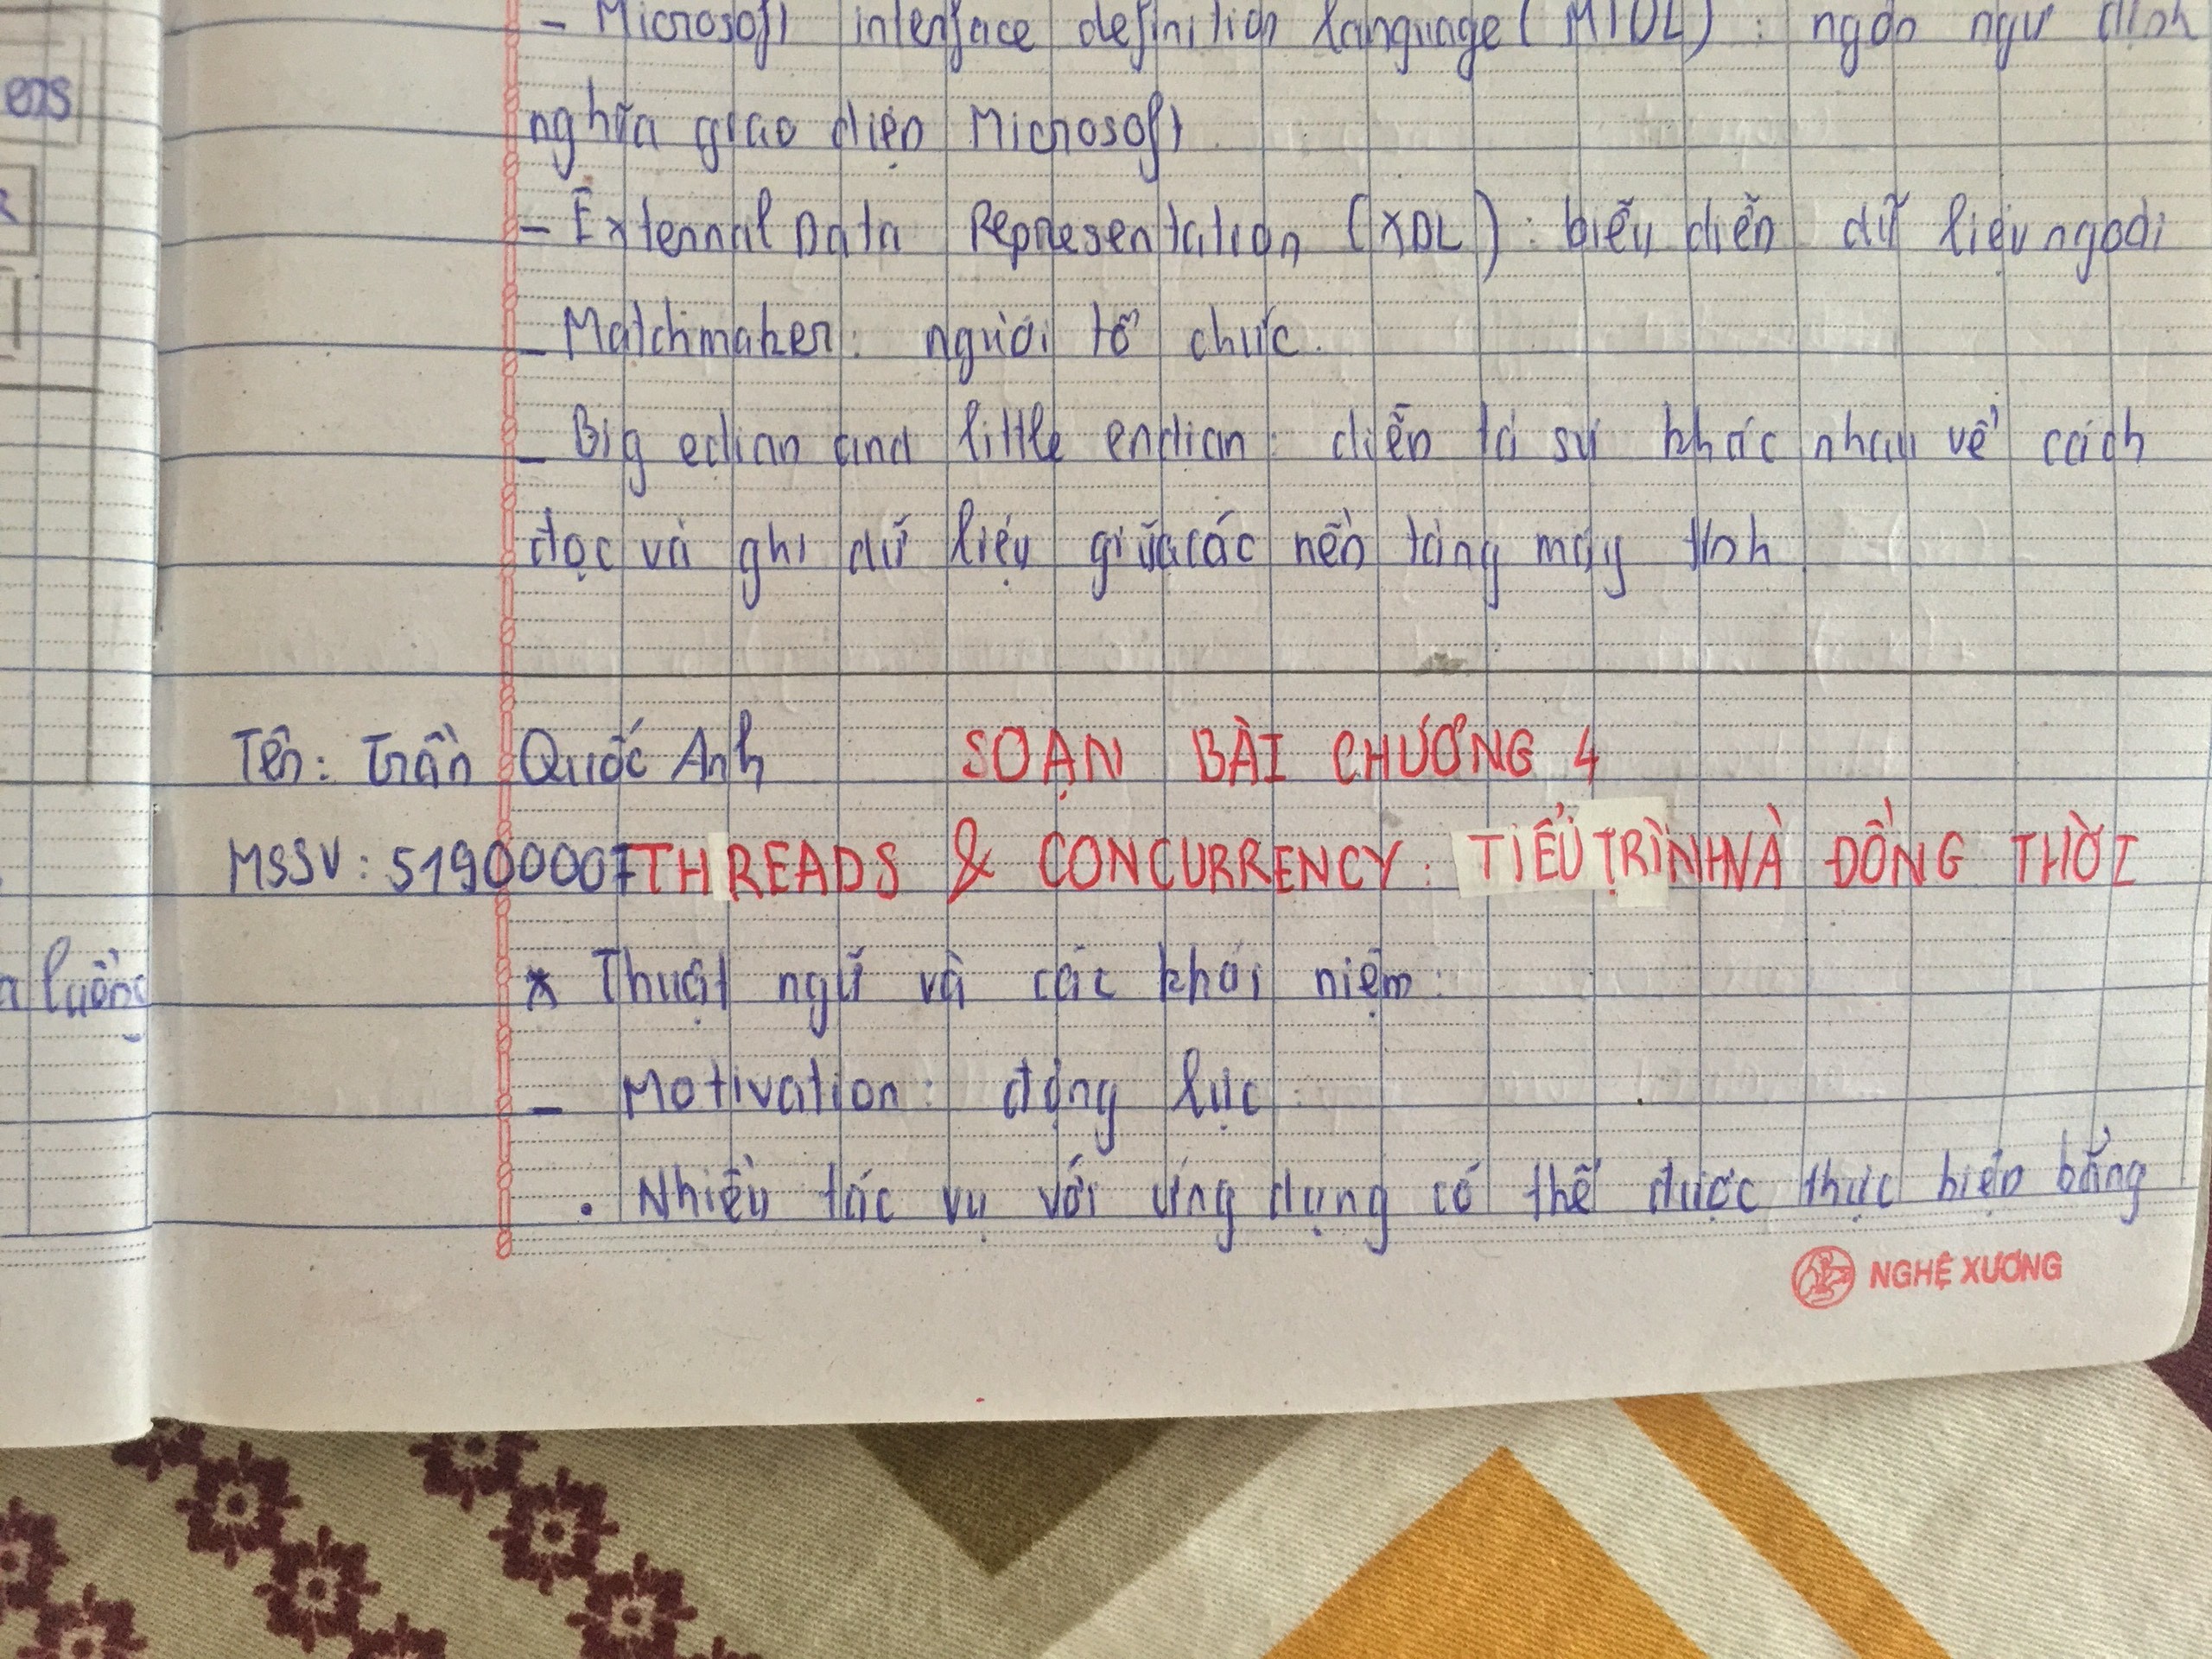 - Microsoft interface definition language (MIDL) : ngôn ngữ định
nghĩa giao diện Microsoft
- External Data Representation (XDL) : biểu diễn dữ liệu ngoài
- Matchmaker : người tổ chức.
- Big edian and little endian : diễn tả sự khác nhau về cách
đọc và ghi dữ liệu giữa các nền tảng máy tính
Tên : Trần Quốc Anh SOẠN BÀI CHƯƠNG 4
MSSV : 51900007 THREADS & CONCURRENCY : TIỂU TRÌNH VÀ ĐỒNG THỜI
* Thuật ngữ và các khái niệm :
- Motivation : động lực
. Nhiều tác vụ với ứng dụng có thể được thực hiện bằng
NGHỆ XƯƠNG
ens
R
a luồng